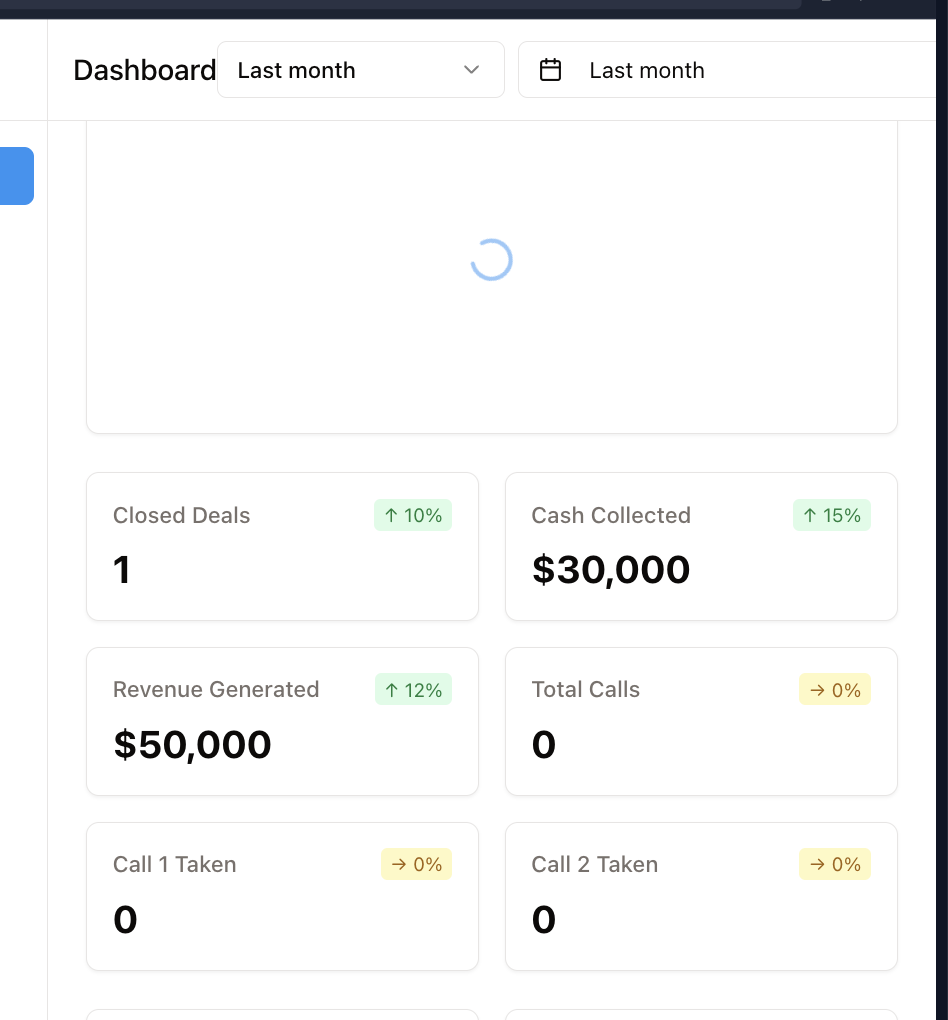 Dashboard
Last month
Last month
Closed Deals
↑ 10%
1
Cash Collected
↑ 15%
$30,000
Revenue Generated
↑ 12%
$50,000
Total Calls
→ 0%
0
Call 1 Taken
→ 0%
0
Call 2 Taken
→ 0%
0